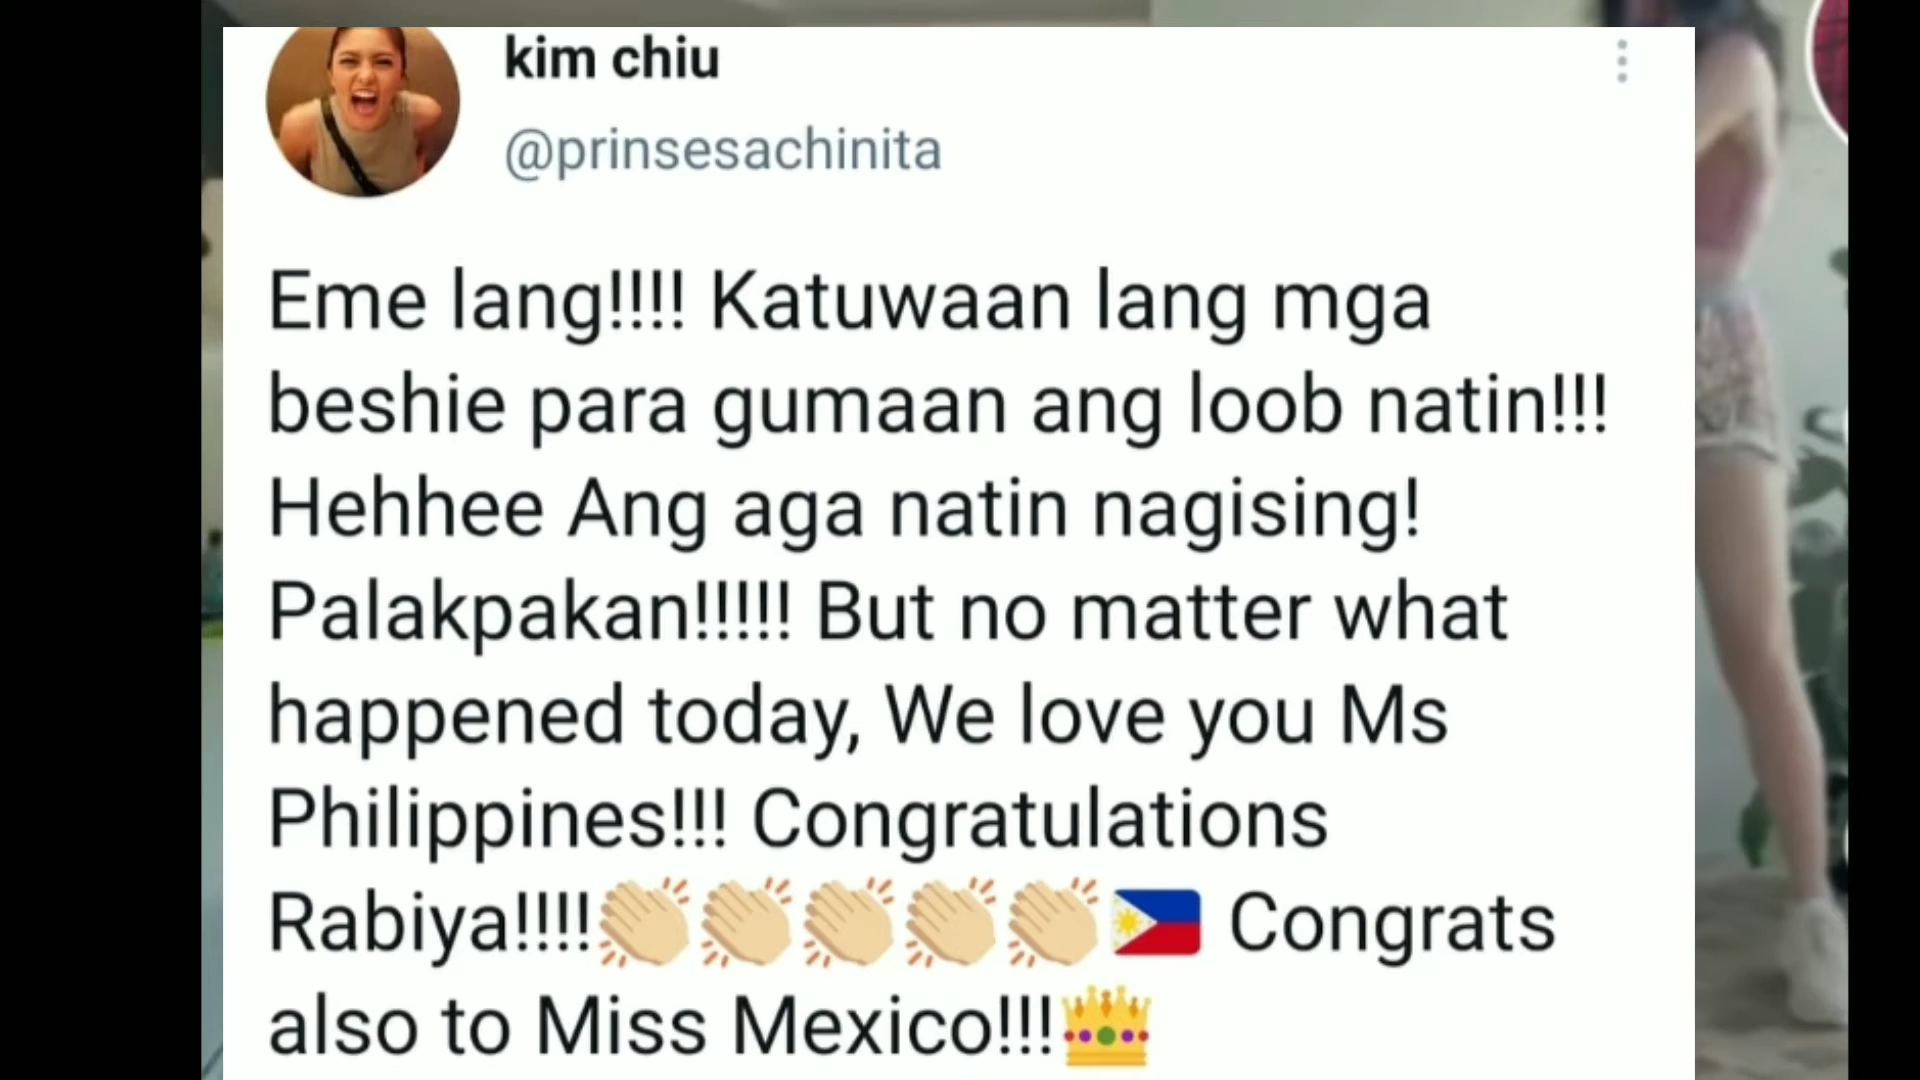 kim chiu
@prinsesachinita
Eme lang!!!! Katuwaan lang mga
beshie para gumaan ang loob natin!!!
Hehhee Ang aga natin nagising!
Palakpakan!!!!! But no matter what
happened today, We love you Ms
Philippines!!! Congratulations
Rabiya!!!!👏🏼👏🏼👏🏼👏🏼👏🏼🇵🇭 Congrats
also to Miss Mexico!!!👑